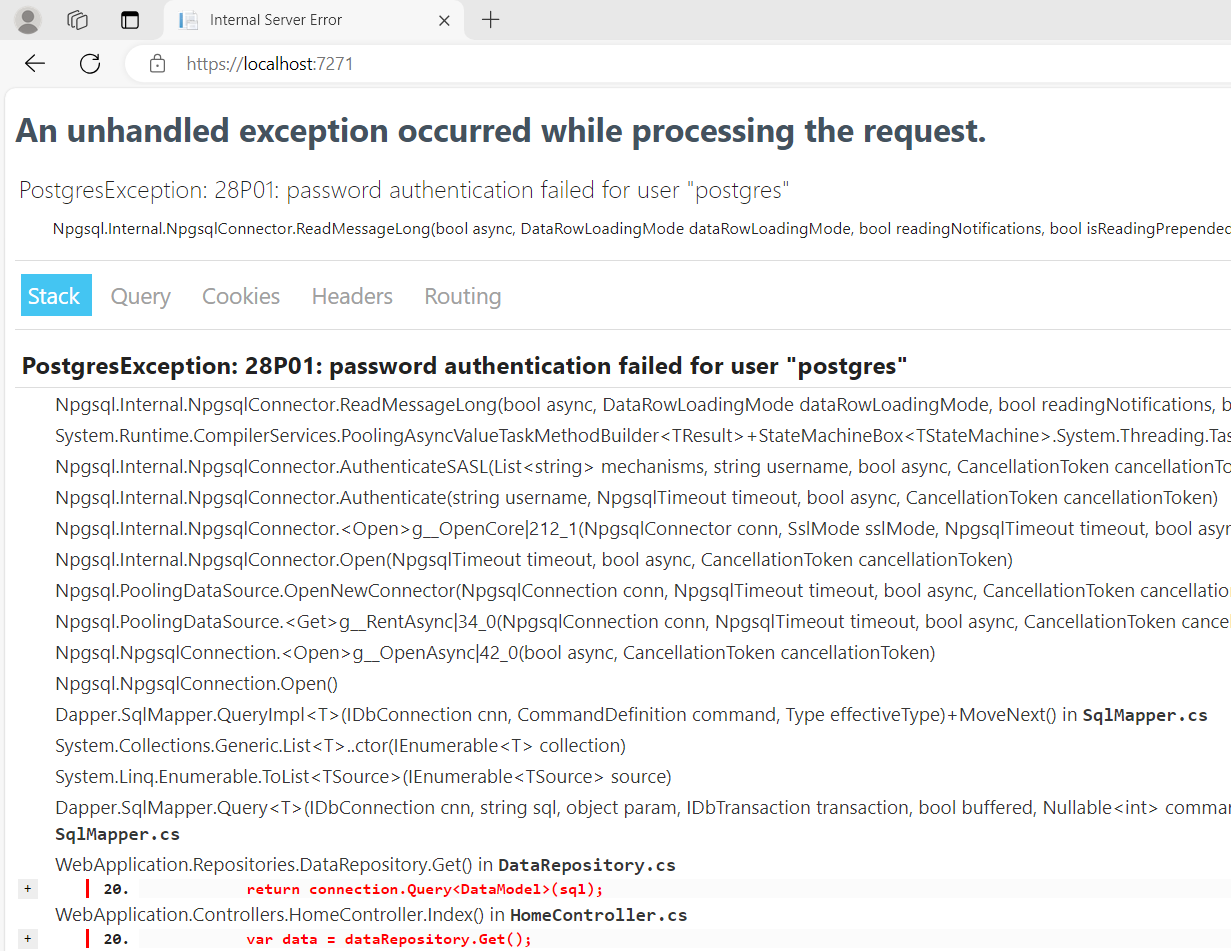 Internal Server Error
https://localhost:7271
An unhandled exception occurred while processing the request.
PostgresException: 28P01: password authentication failed for user "postgres"
Npgsql.Internal.NpgsqlConnector.ReadMessageLong(bool async, DataRowLoadingMode dataRowLoadingMode, bool readingNotifications, bool isReadingPrepended
Stack Query Cookies Headers Routing
PostgresException: 28P01: password authentication failed for user "postgres"
Npgsql.Internal.NpgsqlConnector.ReadMessageLong(bool async, DataRowLoadingMode dataRowLoadingMode, bool readingNotifications, b
System.Runtime.CompilerServices.PoolingAsyncValueTaskMethodBuilder<TResult>+StateMachineBox<TStateMachine>.System.Threading.Tas
Npgsql.Internal.NpgsqlConnector.AuthenticateSASL(List<string> mechanisms, string username, bool async, CancellationToken cancellationTo
Npgsql.Internal.NpgsqlConnector.Authenticate(string username, NpgsqlTimeout timeout, bool async, CancellationToken cancellationToken)
Npgsql.Internal.NpgsqlConnector.<Open>g__OpenCore|212_1(NpgsqlConnector conn, SslMode sslMode, NpgsqlTimeout timeout, bool asyn
Npgsql.Internal.NpgsqlConnector.Open(NpgsqlTimeout timeout, bool async, CancellationToken cancellationToken)
Npgsql.PoolingDataSource.OpenNewConnector(NpgsqlConnection conn, NpgsqlTimeout timeout, bool async, CancellationToken cancellatio
Npgsql.PoolingDataSource.<Get>g__RentAsync|34_0(NpgsqlConnection conn, NpgsqlTimeout timeout, bool async, CancellationToken cancel
Npgsql.NpgsqlConnection.<Open>g__OpenAsync|42_0(bool async, CancellationToken cancellationToken)
Npgsql.NpgsqlConnection.Open()
Dapper.SqlMapper.QueryImpl<T>(IDbConnection cnn, CommandDefinition command, Type effectiveType)+MoveNext() in SqlMapper.cs
System.Collections.Generic.List<T>..ctor(IEnumerable<T> collection)
System.Linq.Enumerable.ToList<TSource>(IEnumerable<TSource> source)
Dapper.SqlMapper.Query<T>(IDbConnection cnn, string sql, object param, IDbTransaction transaction, bool buffered, Nullable<int> comman
SqlMapper.cs
WebApplication.Repositories.DataRepository.Get() in DataRepository.cs
+ 20. return connection.Query<DataModel>(sql);
WebApplication.Controllers.HomeController.Index() in HomeController.cs
+ 20. var data = dataRepository.Get();